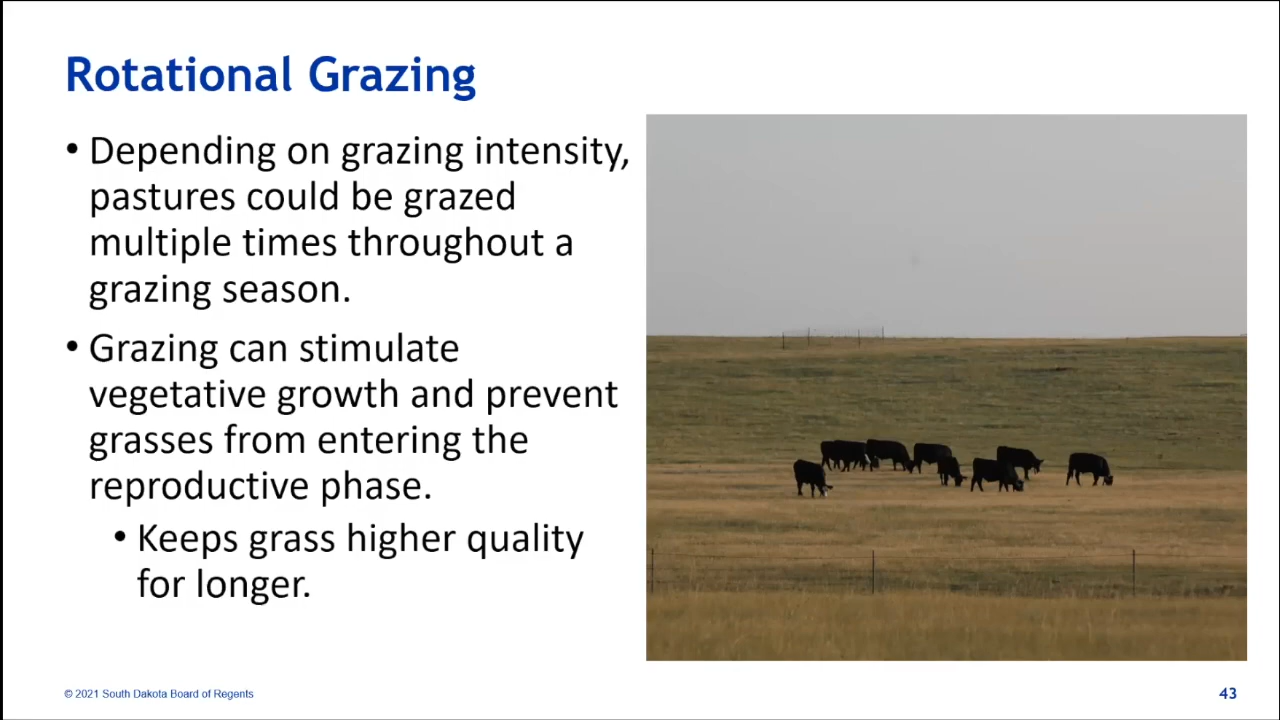 Rotational Grazing
• Depending on grazing intensity,
pastures could be grazed
multiple times throughout a
grazing season.
• Grazing can stimulate
vegetative growth and prevent
grasses from entering the
reproductive phase.
• Keeps grass higher quality
for longer.
© 2021 South Dakota Board of Regents
43